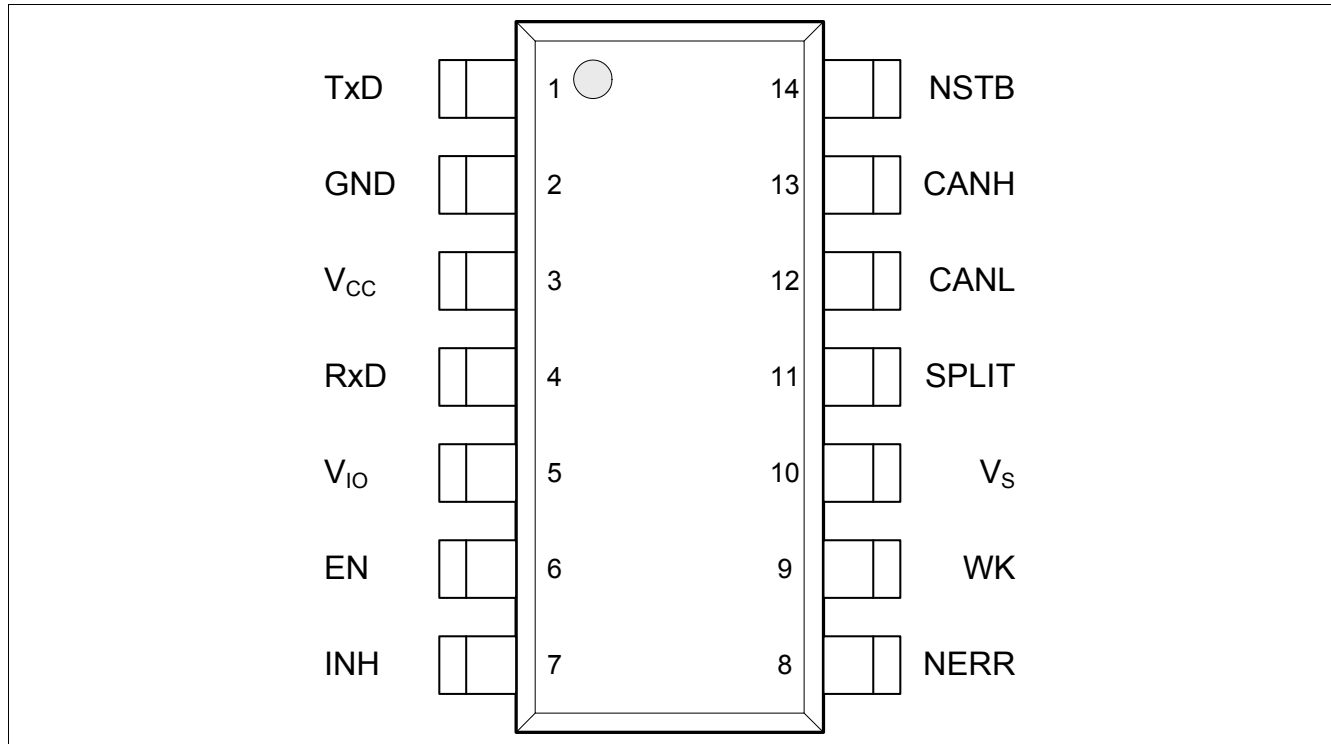 TxD 1 14 NSTB
GND 2 13 CANH
VCC 3 12 CANL
RxD 4 11 SPLIT
VIO 5 10 VS
EN 6 9 WK
INH 7 8 NERR